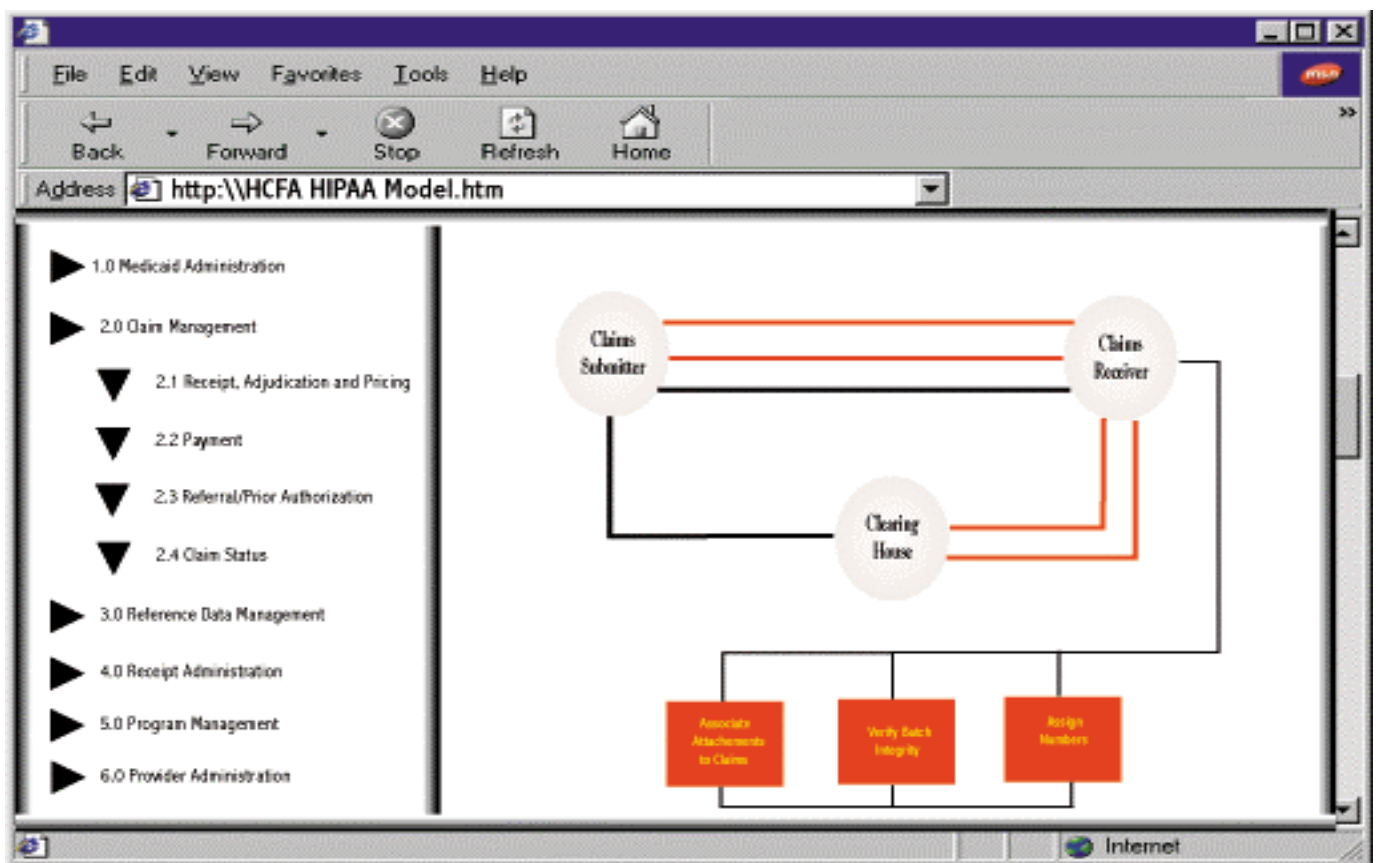 File Edit View Favorites Tools Help
msn
Back Forward Stop Refresh Home
Address http:\\HCFA HIPAA Model.htm
1.0 Medicaid Administration
2.0 Claim Management
2.1 Receipt, Adjudication and Pricing
2.2 Payment
2.3 Referral/Prior Authorization
2.4 Claim Status
3.0 Reference Data Management
4.0 Receipt Administration
5.0 Program Management
6.0 Provider Administration
Claims
Submitter
Claims
Receiver
Clearing
House
Associate
Attachements
to Claims
Verify Batch
Integrity
Assign
Numbers
Internet